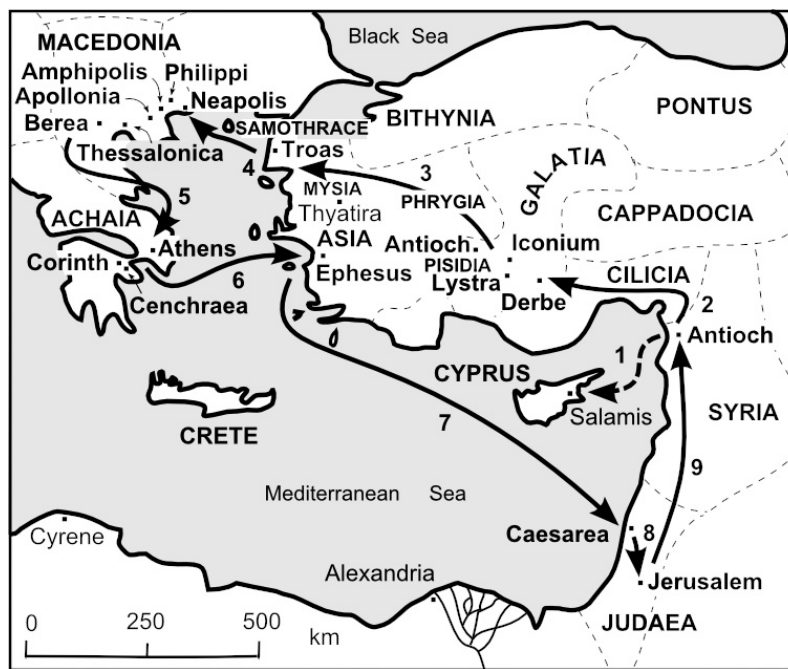 Black Sea
MACEDONIA
Amphipolis
Philippi
Apollonia
Neapolis
Berea
Thessalonica
SAMOTHRACE
Troas
BITHYNIA
PONTUS
4
3
5
MYSIA
Thyatira
PHRYGIA
GALATIA
CAPPADOCIA
ACHAIA
Athens
Corinth
6
Cenchraea
ASIA
Ephesus
Antioch
Iconium
PISIDIA
Lystra
Derbe
CILICIA
2
Antioch
1
CYPRUS
Salamis
SYRIA
CRETE
7
9
Mediterranean Sea
Caesarea
8
Cyrene
Alexandria
Jerusalem
JUDAEA
0
250
500
km